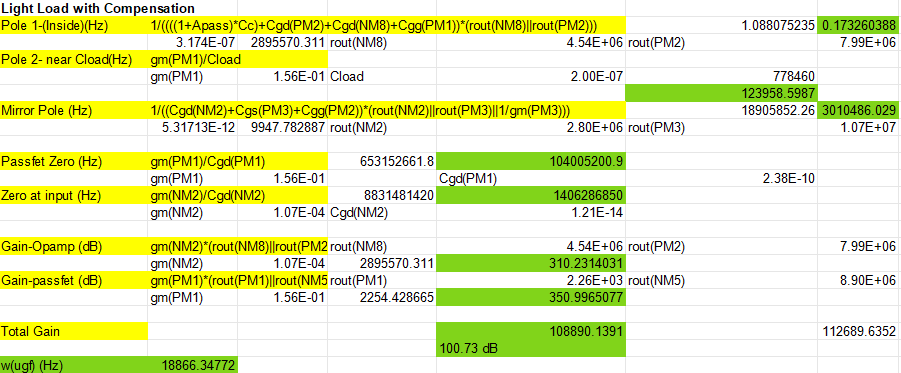 Light Load with Compensation
Pole 1-(Inside)(Hz) 1/((((1+Apass)*Cc)+Cgd(PM2)+Cgd(NM8)+Cgg(PM1))*(rout(NM8)||rout(PM2))) 1.088075235 0.173260388
3.174E-07 2895570.311 rout(NM8) 4.54E+06 rout(PM2) 7.99E+06
Pole 2- near Cload(Hz) gm(PM1)/Cload
gm(PM1) 1.56E-01 Cload 2.00E-07 778460
123958.5987
Mirror Pole (Hz) 1/((Cgd(NM2)+Cgs(PM3)+Cgg(PM2))*(rout(NM2)||rout(PM3)||1/gm(PM3))) 18905852.26 3010486.029
5.31713E-12 9947.782887 rout(NM2) 2.80E+06 rout(PM3) 1.07E+07
Passfet Zero (Hz) gm(PM1)/Cgd(PM1) 653152661.8 104005200.9
gm(PM1) 1.56E-01 Cgd(PM1) 2.38E-10
Zero at input (Hz) gm(NM2)/Cgd(NM2) 8831481420 1406286850
gm(NM2) 1.07E-04 Cgd(NM2) 1.21E-14
Gain-Opamp (dB) gm(NM2)*(rout(NM8)||rout(PM2 rout(NM8) 4.54E+06 rout(PM2) 7.99E+06
gm(NM2) 1.07E-04 2895570.311 310.2314031
Gain-passfet (dB) gm(PM1)*(rout(PM1)||rout(NM5 rout(PM1) 2.26E+03 rout(NM5) 8.90E+06
gm(PM1) 1.56E-01 2254.428665 350.9965077
Total Gain 108890.1391 112689.6352
100.73 dB
w(ugf) (Hz) 18866.34772